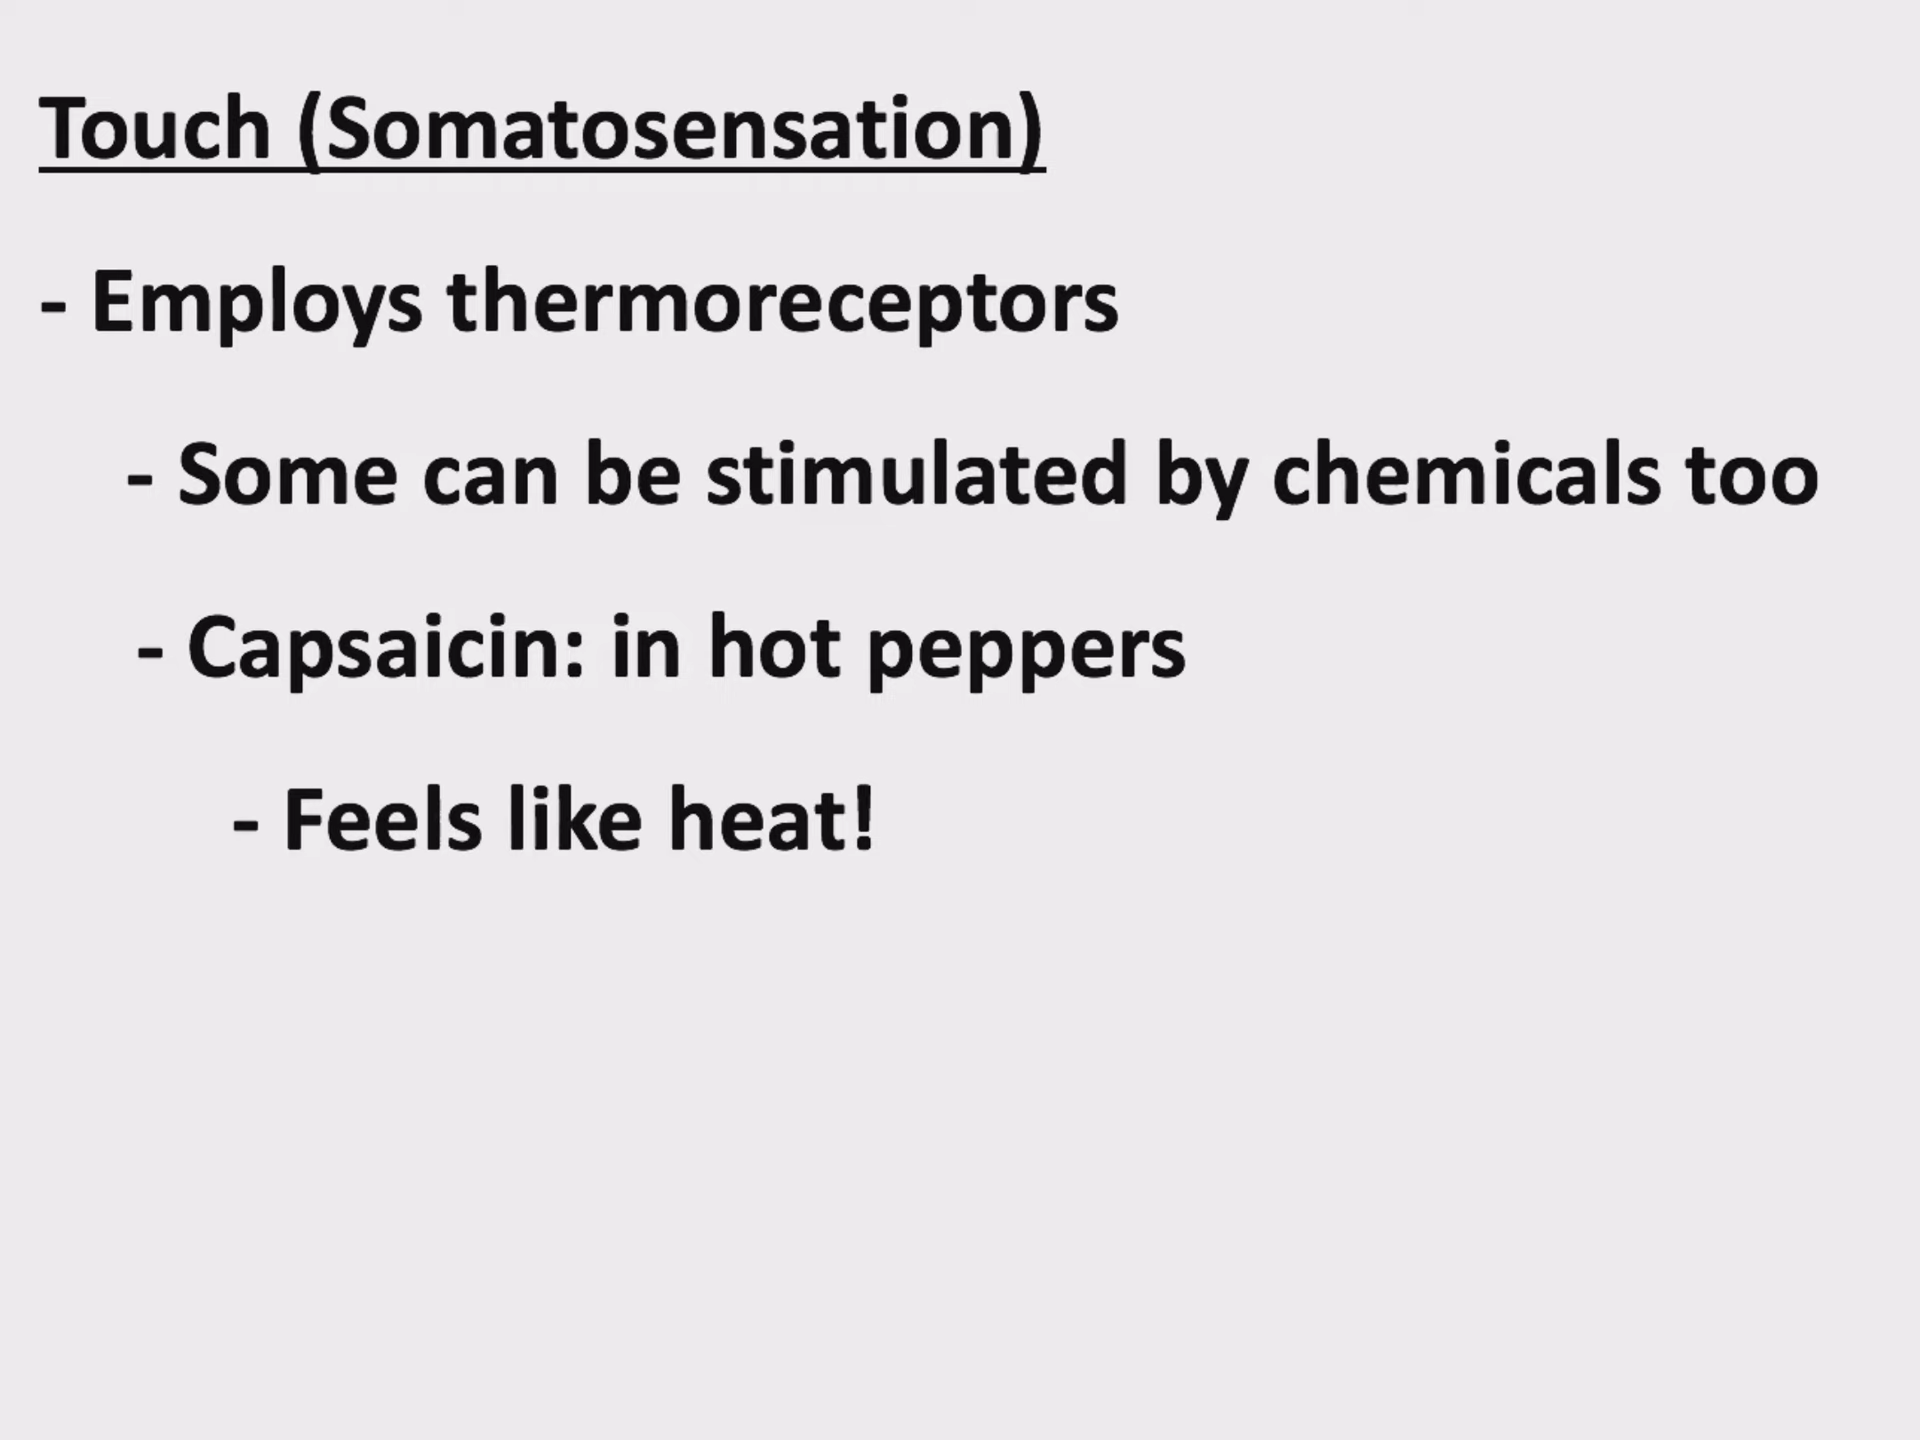 Touch (Somatosensation)
- Employs thermoreceptors
- Some can be stimulated by chemicals too
- Capsaicin: in hot peppers
- Feels like heat!